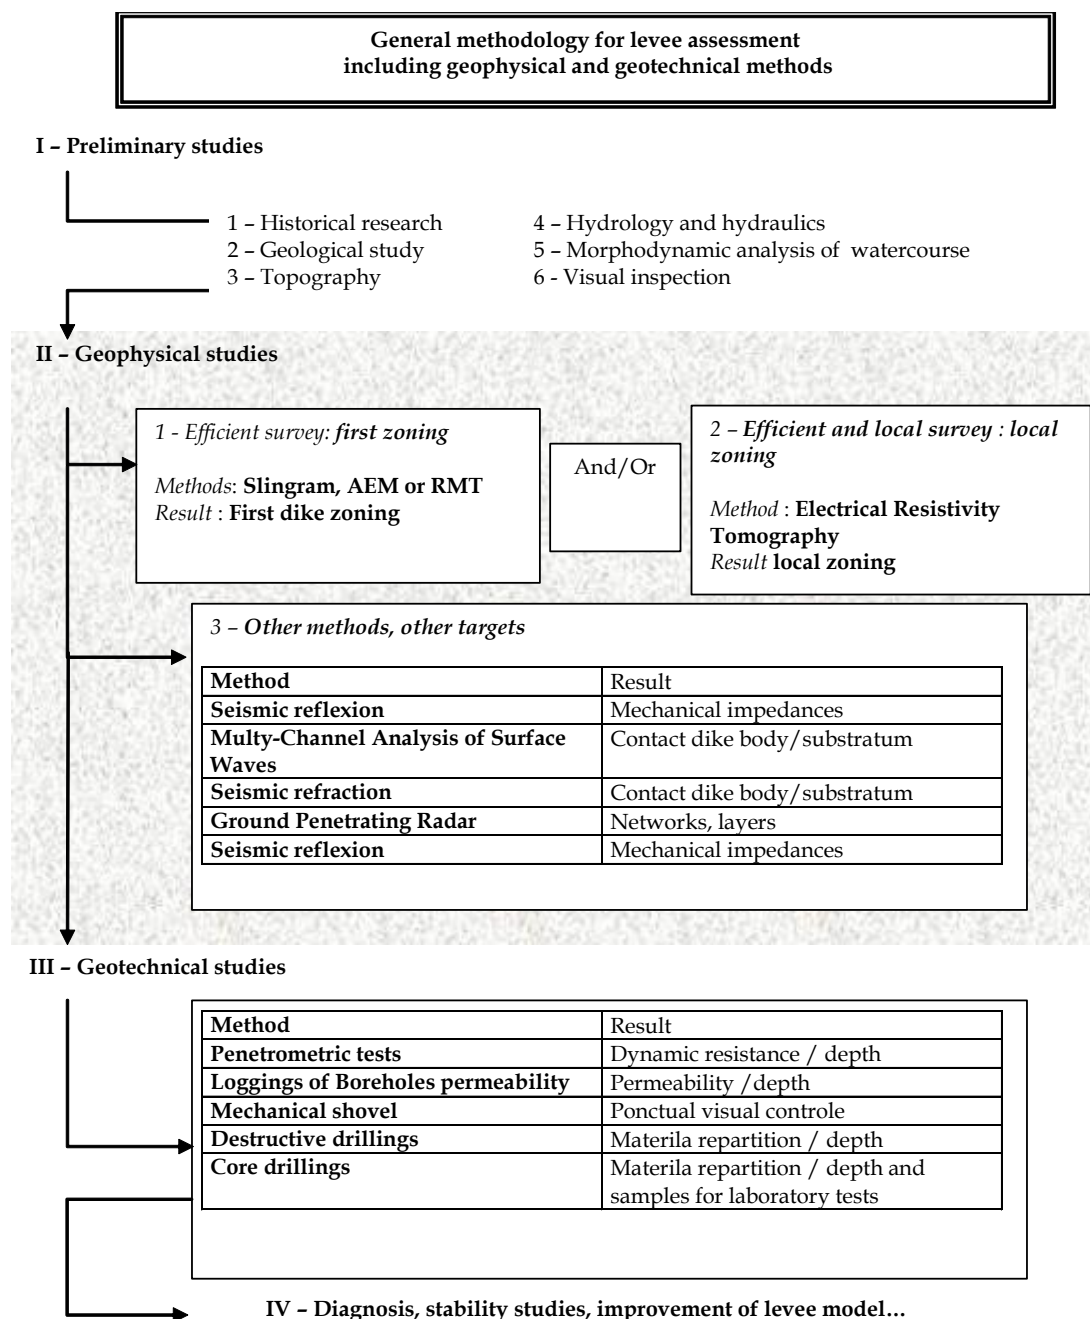 General methodology for levee assessment
including geophysical and geotechnical methods
I – Preliminary studies
1 – Historical research
2 – Geological study
3 – Topography
4 – Hydrology and hydraulics
5 – Morphodynamic analysis of watercourse
6 - Visual inspection
II – Geophysical studies
1 - Efficient survey: first zoning
Methods: Slingram, AEM or RMT
Result : First dike zoning
And/Or
2 – Efficient and local survey : local
zoning
Method : Electrical Resistivity
Tomography
Result local zoning
3 – Other methods, other targets
Method Result
Seismic reflexion Mechanical impedances
Multy-Channel Analysis of Surface Contact dike body/substratum
Waves
Seismic refraction Contact dike body/substratum
Ground Penetrating Radar Networks, layers
Seismic reflexion Mechanical impedances
III – Geotechnical studies
Method Result
Penetrometric tests Dynamic resistance / depth
Loggings of Boreholes permeability Permeability /depth
Mechanical shovel Ponctual visual controle
Destructive drillings Materila repartition / depth
Core drillings Materila repartition / depth and
samples for laboratory tests
IV – Diagnosis, stability studies, improvement of levee model…